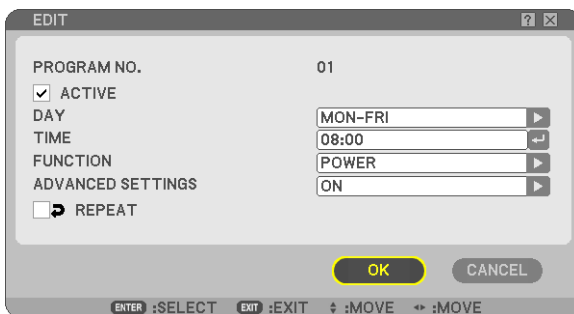 EDIT
PROGRAM NO. 01
ACTIVE
DAY MON-FRI
TIME 08:00
FUNCTION POWER
ADVANCED SETTINGS ON
REPEAT
OK CANCEL
ENTER :SELECT EXIT :EXIT :MOVE :MOVE